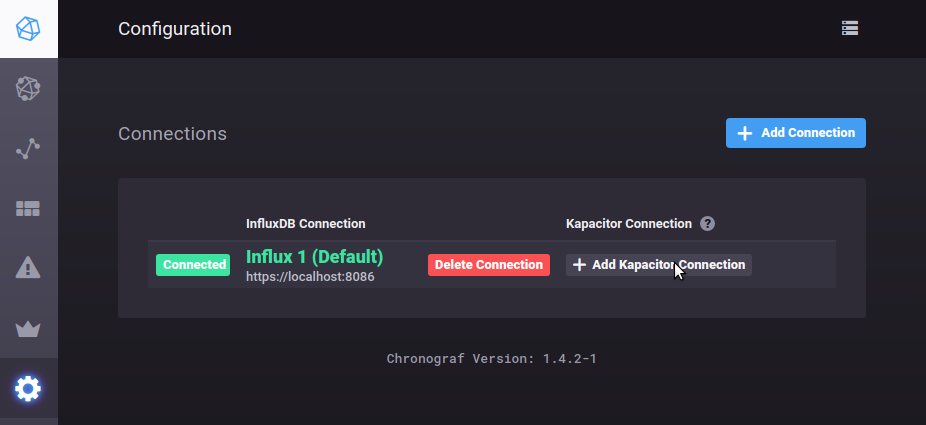 Configuration
Connections
Add Connection
InfluxDB Connection
Kapacitor Connection ?
Connected
Influx 1 (Default)
https://localhost:8086
Delete Connection
Add Kapacitor Connection
Chronograf Version: 1.4.2-1